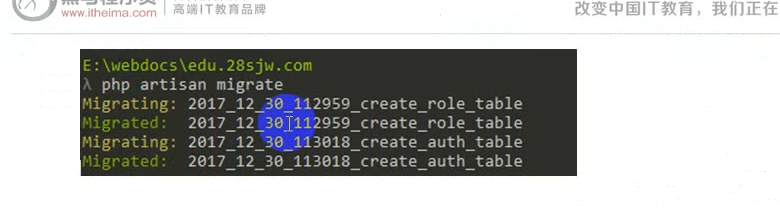 www.itheima.com
高端IT教育品牌
改变中国IT教育，我们正在
E:\webdocs\edu.28sjw.com
λ php artisan migrate
Migrating: 2017_12_30_112959_create_role_table
Migrated:  2017_12_30_112959_create_role_table
Migrating: 2017_12_30_113018_create_auth_table
Migrated:  2017_12_30_113018_create_auth_table